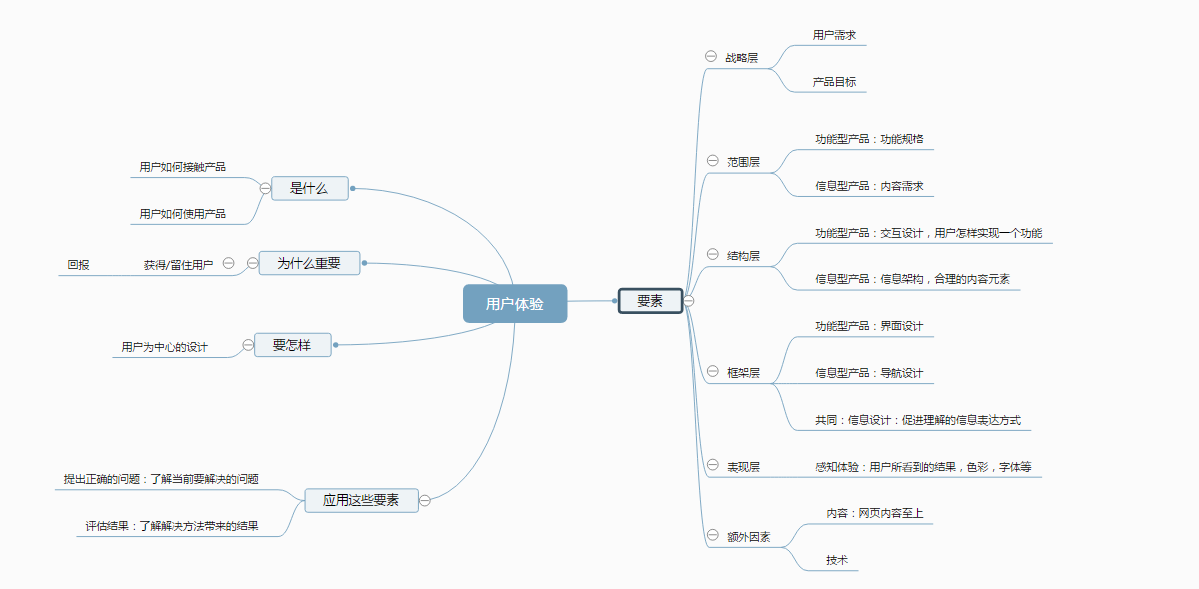 用户体验
是什么
用户如何接触产品
用户如何使用产品
为什么重要
获得/留住用户
回报
要怎样
用户为中心的设计
应用这些要素
提出正确的问题：了解当前要解决的问题
评估结果：了解解决方法带来的结果
要素
战略层
用户需求
产品目标
范围层
功能型产品：功能规格
信息型产品：内容需求
结构层
功能型产品：交互设计，用户怎样实现一个功能
信息型产品：信息架构，合理的内容元素
框架层
功能型产品：界面设计
信息型产品：导航设计
共同：信息设计：促进理解的信息表达方式
表现层
感知体验：用户所看到的结果，色彩，字体等
额外因素
内容：网页内容至上
技术